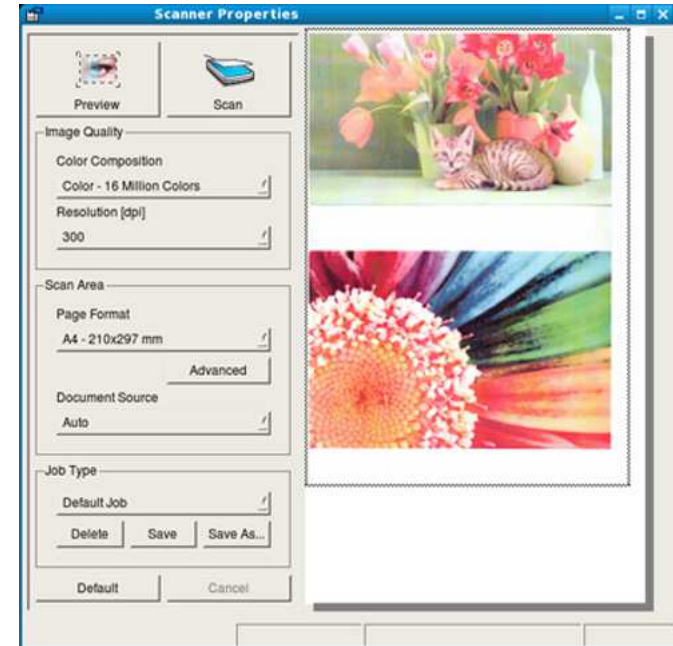 Scanner Properties
Preview
Scan
Image Quality
Color Composition
Color - 16 Million Colors
Resolution [dpi]
300
Scan Area
Page Format
A4 - 210x297 mm
Advanced
Document Source
Auto
Job Type
Default Job
Delete
Save
Save As...
Default
Cancel